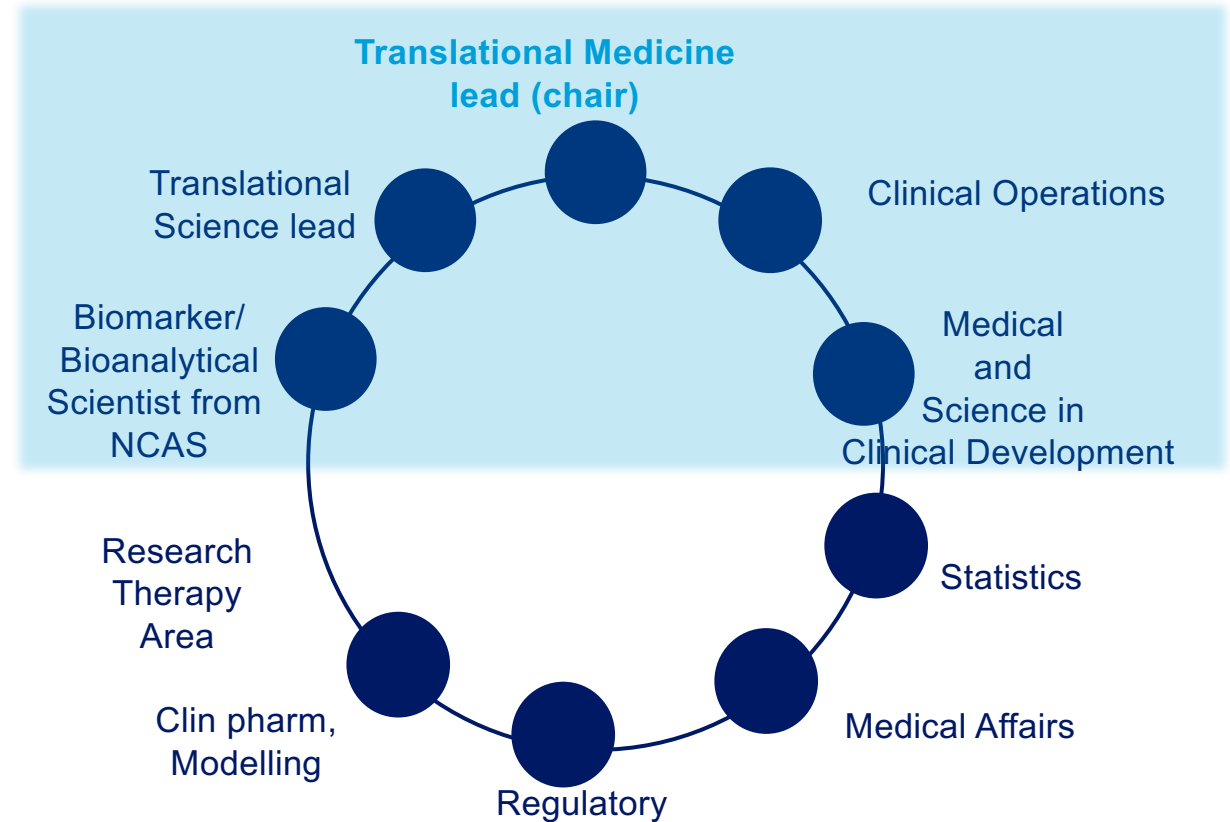 Translational Medicine
lead (chair)
Translational
Science lead
Clinical Operations
Biomarker/
Bioanalytical
Scientist from
NCAS
Medical
and
Science in
Clinical Development
Research
Therapy
Area
Statistics
Clin pharm,
Modelling
Medical Affairs
Regulatory